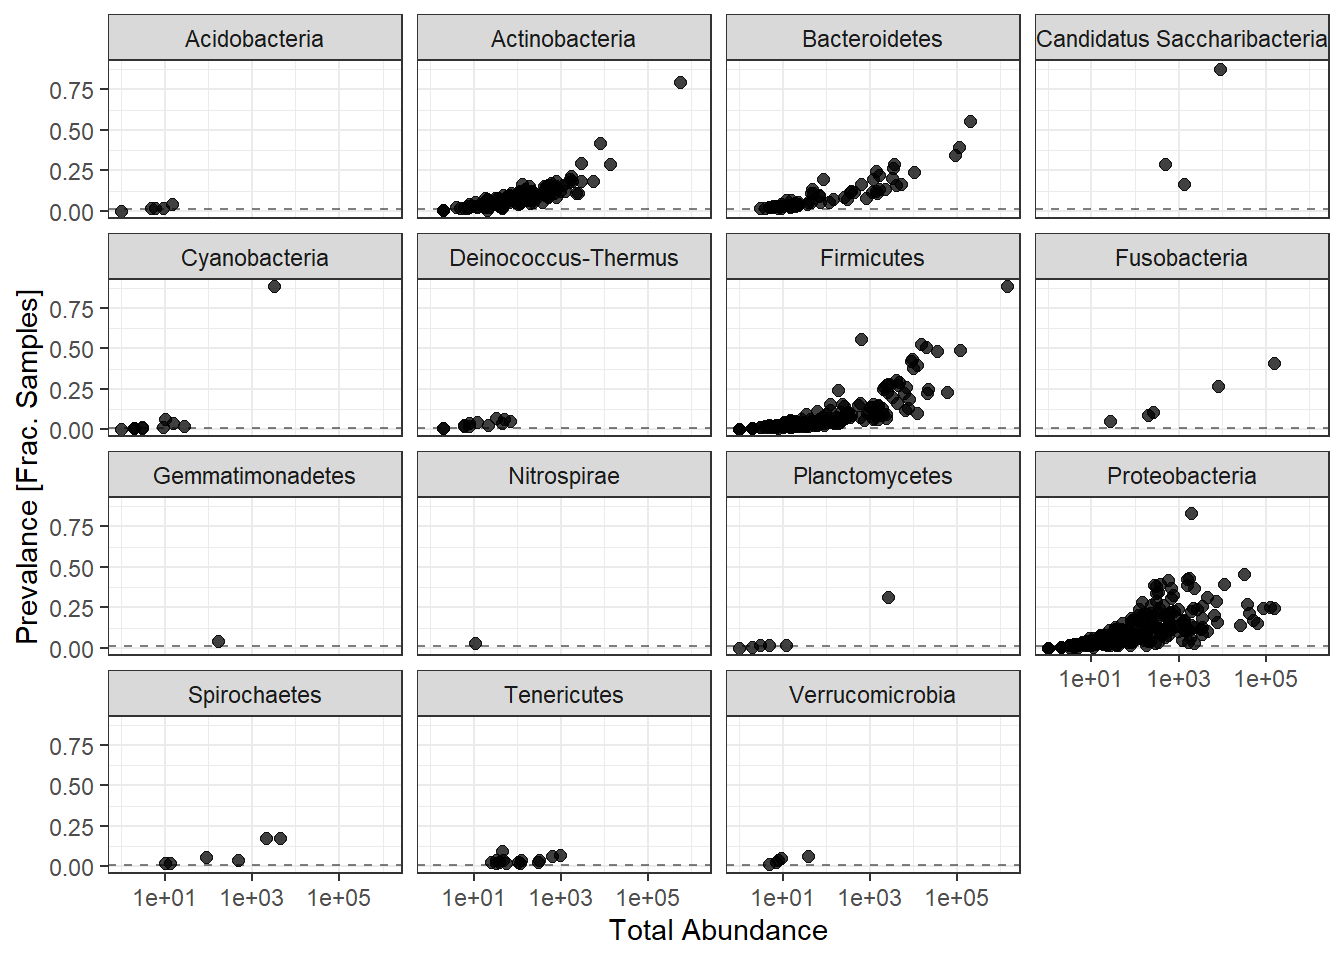 Acidobacteria Actinobacteria Bacteroidetes Candidatus Saccharibacteria
0.75
0.50
0.25
0.00
Cyanobacteria Deinococcus-Thermus Firmicutes Fusobacteria
0.75
0.50
0.25
0.00
Prevalance [Frac. Samples]
Gemmatimonadetes Nitrospirae Planctomycetes Proteobacteria
0.75
0.50
0.25
0.00
1e+01 1e+03 1e+05
Spirochaetes Tenericutes Verrucomicrobia
0.75
0.50
0.25
0.00
1e+01 1e+03 1e+05 1e+01 1e+03 1e+05 1e+01 1e+03 1e+05
Total Abundance